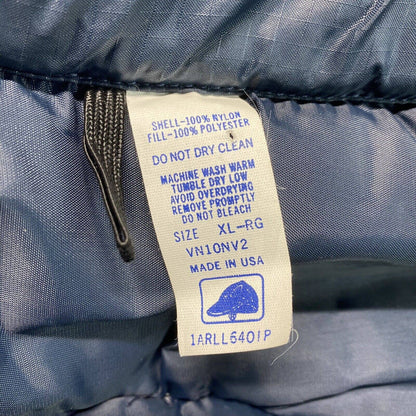 SHELL-100% NYLON
FILL-100% POLYESTER
DO NOT DRY CLEAN
MACHINE WASH WARM
TUMBLE DRY LOW
AVOID OVERDRYING
REMOVE PROMPTLY
DO NOT BLEACH
SIZE XL-RG
VN10NV2
MADE IN USA
1ARLL6401P